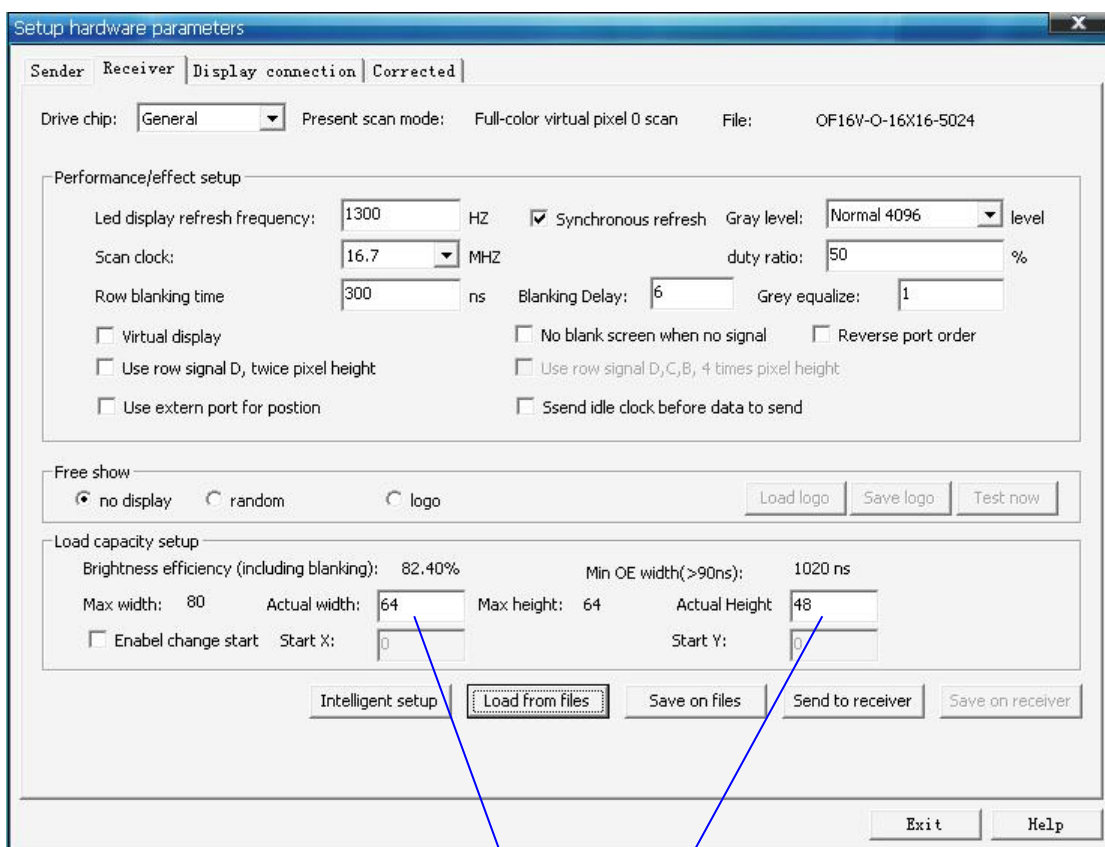 Setup hardware parameters X
Sender Receiver Display connection Corrected
Drive chip: General Present scan mode: Full-color virtual pixel 0 scan File: OF16V-O-16X16-5024
Performance/effect setup
Led display refresh frequency: 1300 HZ Synchronous refresh Gray level: Normal 4096 level
Scan clock: 16.7 MHZ duty ratio: 50 %
Row blanking time 300 ns Blanking Delay: 6 Grey equalize: 1
Virtual display No blank screen when no signal Reverse port order
Use row signal D, twice pixel height Use row signal D,C,B, 4 times pixel height
Use extern port for postion Ssend idle clock before data to send
Free show
no display random logo Load logo Save logo Test now
Load capacity setup
Brightness efficiency (including blanking): 82.40% Min OE width(>90ns): 1020 ns
Max width: 80 Actual width: 64 Max height: 64 Actual Height 48
Enabel change start Start X: 0 Start Y: 0
Intelligent setup Load from files Save on files Send to receiver Save on receiver
Exit Help